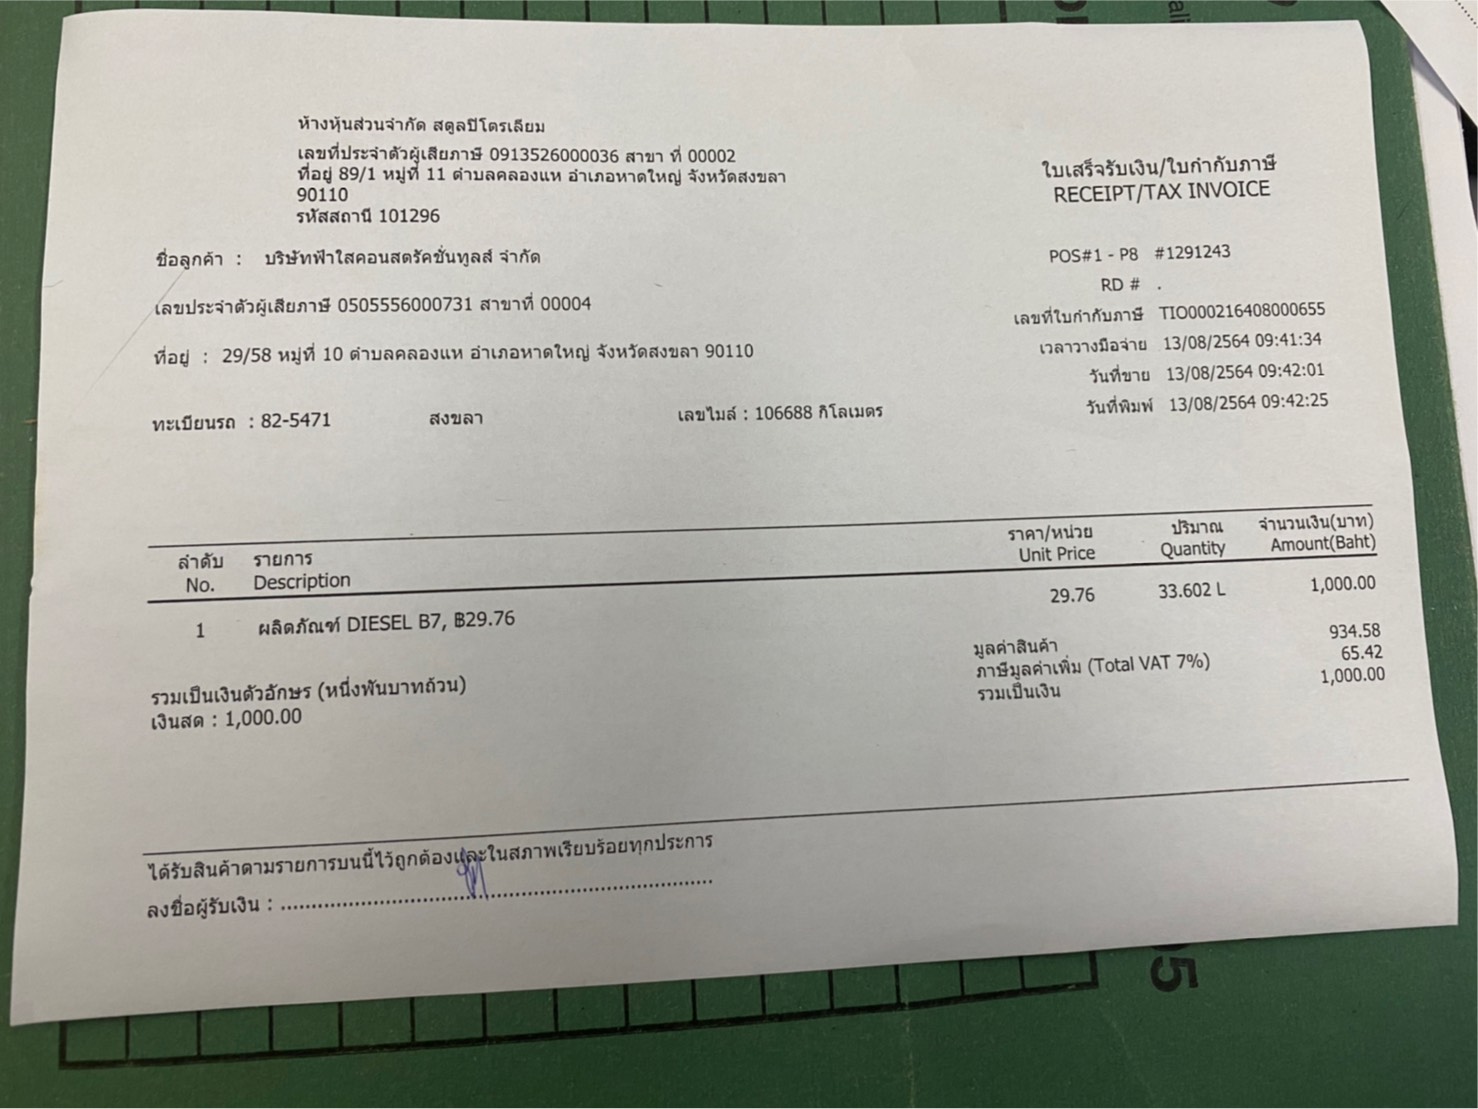 ห้างหุ้นส่วนจำกัด สตูลปิโตรเลียม
เลขที่ประจำตัวผู้เสียภาษี 0913526000036 สาขา ที่ 00002
ที่อยู่ 89/1 หมู่ที่ 11 ตำบลคลองแห อำเภอหาดใหญ่ จังหวัดสงขลา
90110
รหัสสถานี 101296
ใบเสร็จรับเงิน/ใบกำกับภาษี
RECEIPT/TAX INVOICE
ชื่อลูกค้า : บริษัทฟ้าใสคอนสตรัคชั่นทูลส์ จำกัด
เลขประจำตัวผู้เสียภาษี 0505556000731 สาขาที่ 00004
ที่อยู่ : 29/58 หมู่ที่ 10 ตำบลคลองแห อำเภอหาดใหญ่ จังหวัดสงขลา 90110
ทะเบียนรถ : 82-5471 สงขลา เลขไมล์ : 106688 กิโลเมตร
POS#1 - P8 #1291243
RD # .
เลขที่ใบกำกับภาษี TIO000216408000655
เวลาวางมือจ่าย 13/08/2564 09:41:34
วันที่ขาย 13/08/2564 09:42:01
วันที่พิมพ์ 13/08/2564 09:42:25
ลำดับ รายการ ราคา/หน่วย ปริมาณ จำนวนเงิน(บาท)
No. Description Unit Price Quantity Amount(Baht)
1 ผลิตภัณฑ์ DIESEL B7, ฿29.76 29.76 33.602 L 1,000.00
มูลค่าสินค้า 934.58
ภาษีมูลค่าเพิ่ม (Total VAT 7%) 65.42
รวมเป็นเงิน 1,000.00
รวมเป็นเงินตัวอักษร (หนึ่งพันบาทถ้วน)
เงินสด : 1,000.00
ได้รับสินค้าตามรายการบนนี้ไว้ถูกต้องและในสภาพเรียบร้อยทุกประการ
ลงชื่อผู้รับเงิน : ......................................................................
05